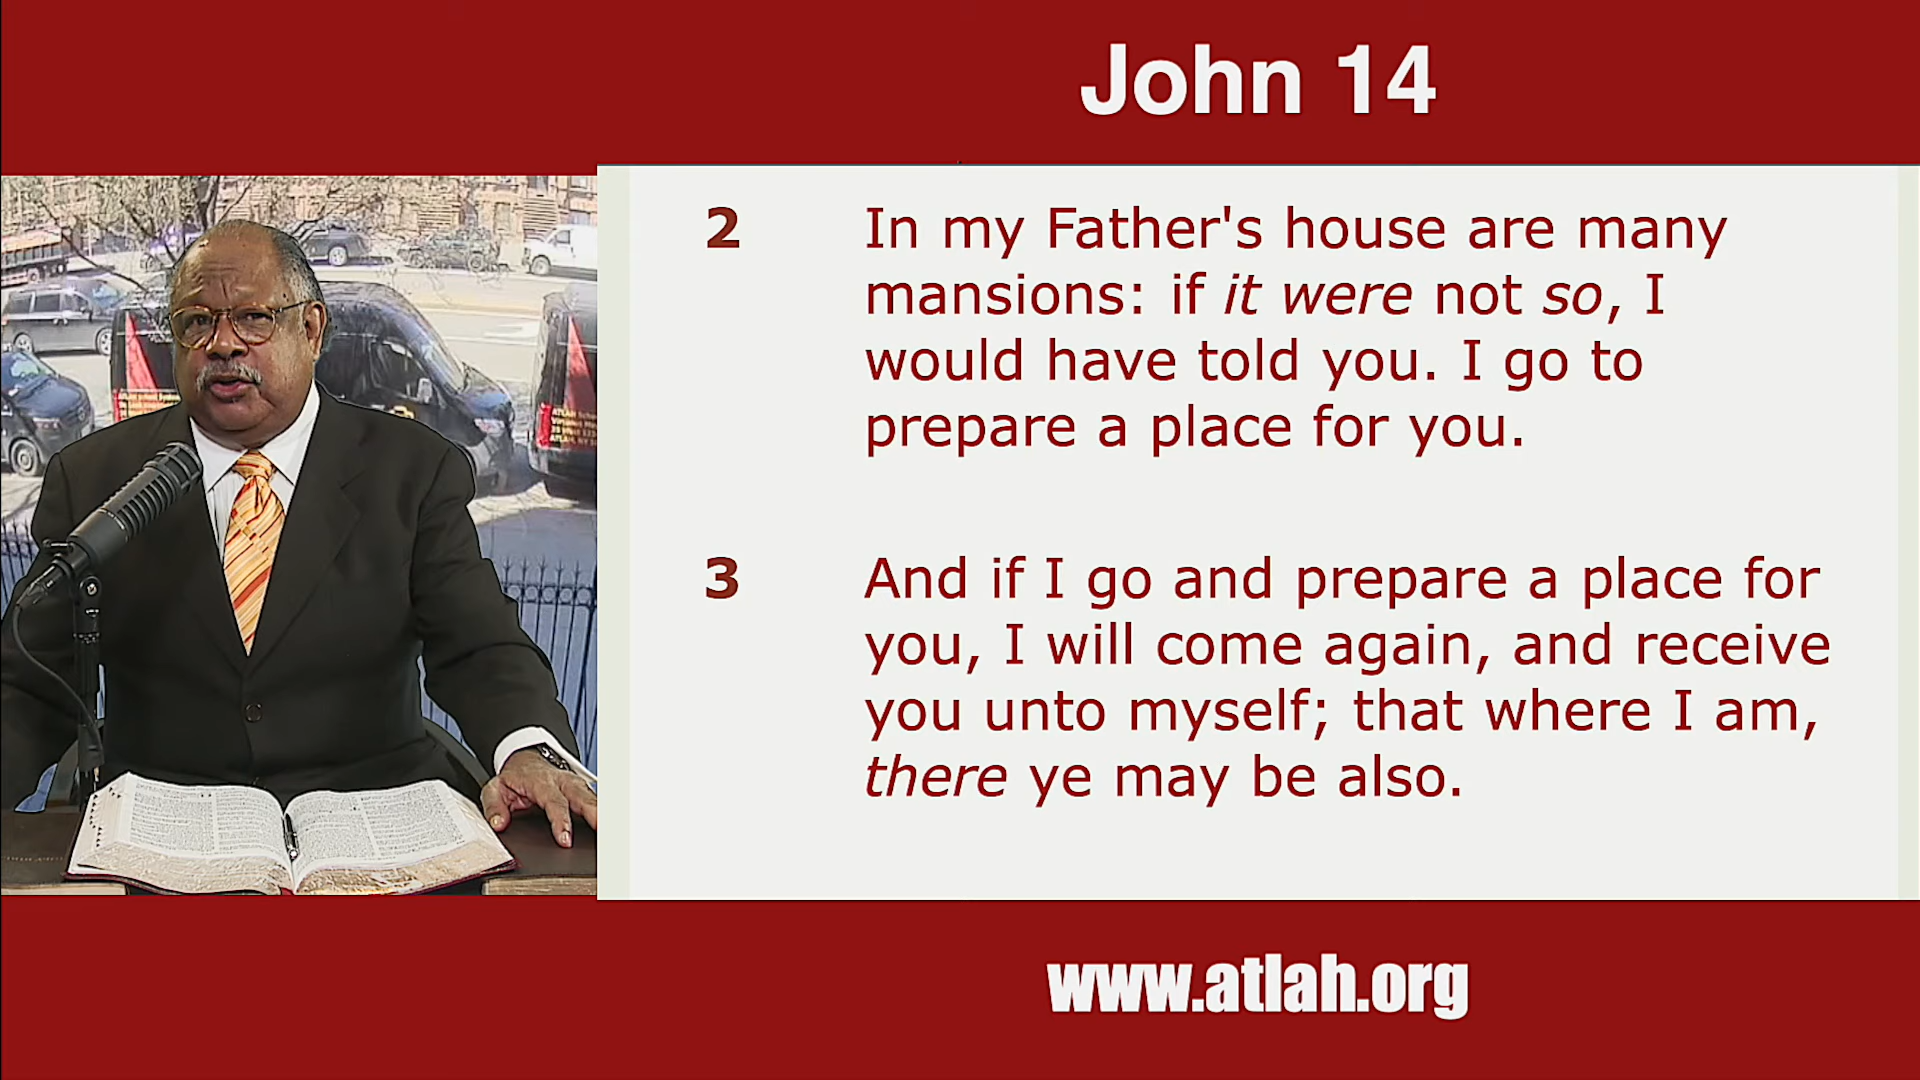 John 14
2 In my Father's house are many
mansions: if it were not so, I
would have told you. I go to
prepare a place for you.
3 And if I go and prepare a place for
you, I will come again, and receive
you unto myself; that where I am,
there ye may be also.
www.atlah.org